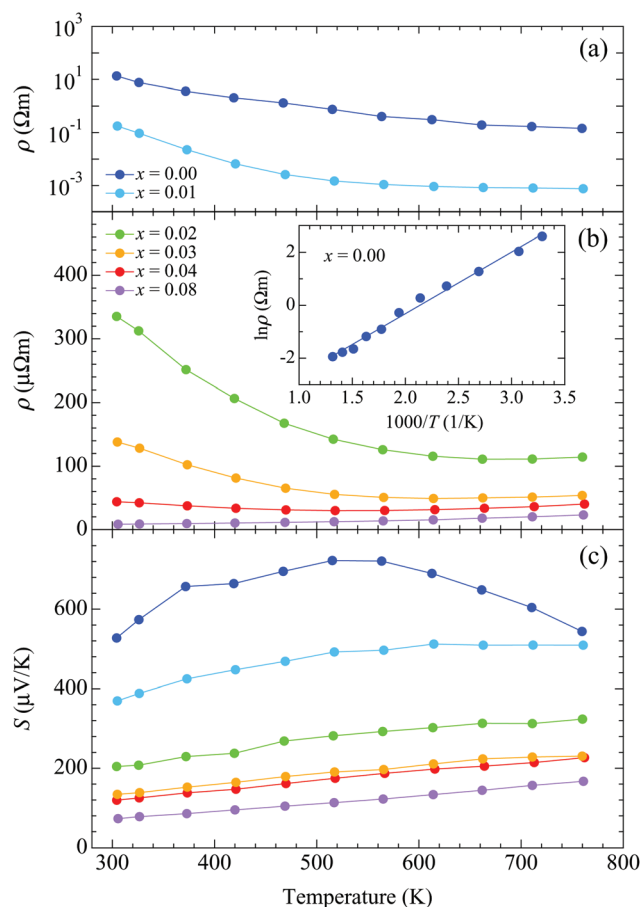 10³
(a)
10¹
ρ (Ωm)
10⁻¹
x = 0.00
10⁻³
x = 0.01
x = 0.02
(b)
x = 0.03
2
x = 0.00
400
x = 0.04
x = 0.08
lnρ (Ωm)
0
300
-2
ρ (μΩm)
1.0 1.5 2.0 2.5 3.0 3.5
200
1000/T (1/K)
100
0
(c)
600
S (μV/K)
400
200
0
300 400 500 600 700 800
Temperature (K)